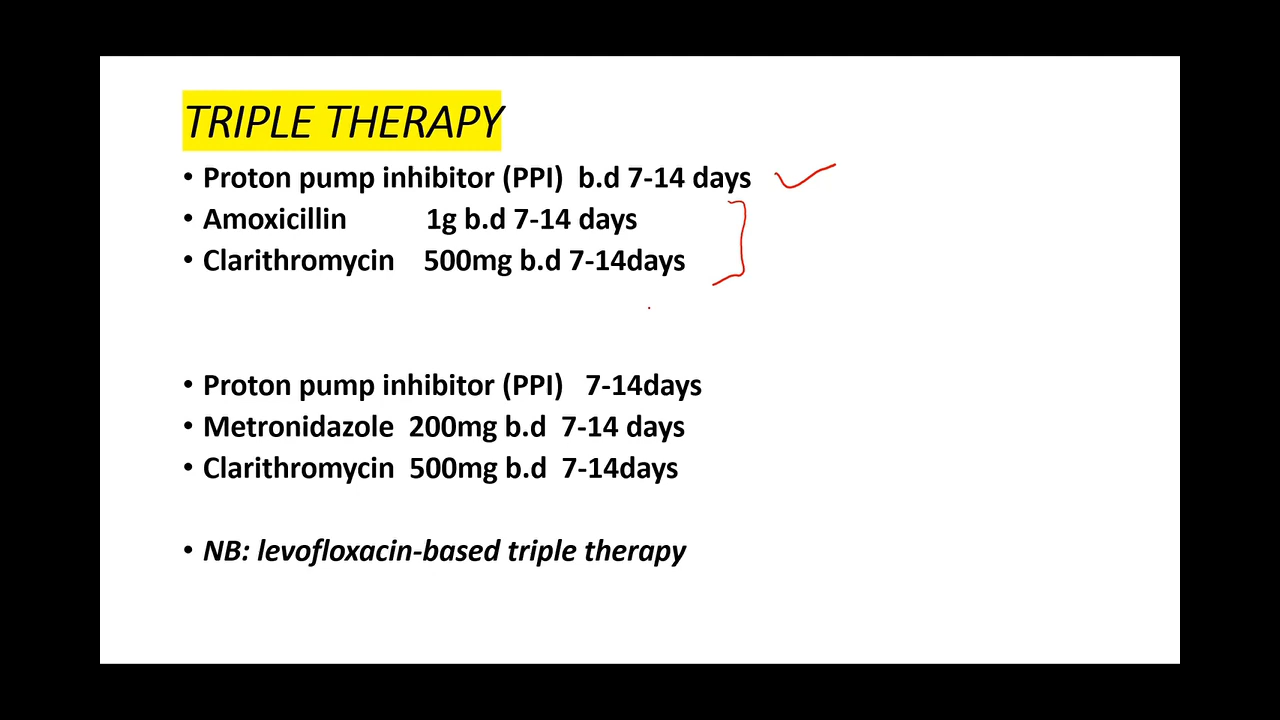 TRIPLE THERAPY
• Proton pump inhibitor (PPI) b.d 7-14 days
• Amoxicillin 1g b.d 7-14 days
• Clarithromycin 500mg b.d 7-14days
• Proton pump inhibitor (PPI) 7-14days
• Metronidazole 200mg b.d 7-14 days
• Clarithromycin 500mg b.d 7-14days
• NB: levofloxacin-based triple therapy